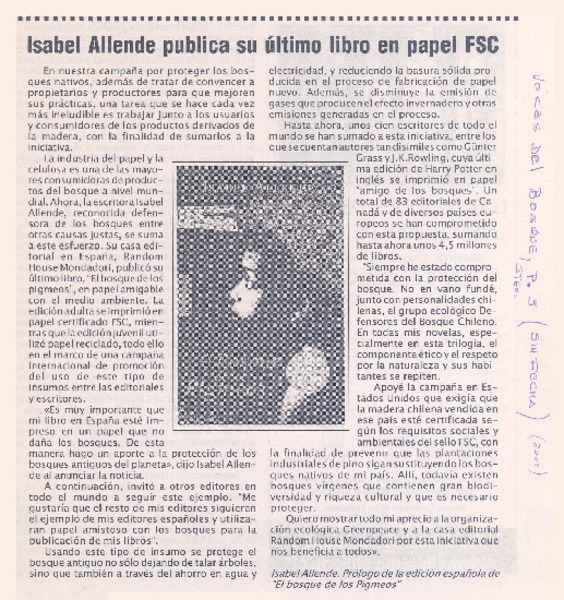 Isabel Allende publica su último libro en papel FSC
En nuestra campaña por proteger los bos-
ques nativos, además de tratar de convencer a
propietarios y productores para que mejoren
sus prácticas, una tarea que se hace cada vez
más ineludible es trabajar junto a los usuarios
y consumidores de los productos derivados de
la madera, con la finalidad de sumarlos a la
iniciativa.
La industria del papel y la
celulosa es una de las mayo-
res consumidoras de produc-
tos del bosque a nivel mun-
dial. Ahora, la escritora Isabel
Allende, reconocida defen-
sora de los bosques entre
otras causas justas, se suma
a este esfuerzo. Su casa edi-
torial en España, Random
House Mondadori, publicó su
último libro, "El bosque de los
pigmeos", en papel amigable
con el medio ambiente. La
edición adulta se imprimió en
papel certificado FSC, mien-
tras que la edición juvenil uti-
lizó papel reciclado, todo ello
en el marco de una campaña
internacional de promoción
del uso de este tipo de
insumos entre las editoriales
y escritores.
«Es muy importante que
mi libro en España esté im-
preso en un papel que no
daña los bosques. De esta
manera hago un aporte a la protección de los
bosques antiguos del planeta», dijo Isabel Allen-
de al anunciar la noticia.
A continuación, invitó a otros editores en
todo el mundo a seguir este ejemplo. "Me
gustaría que el resto de mis editores siguieran
el ejemplo de mis editores españoles y utiliza-
ran papel amistoso con los bosques para la
publicación de mis libros".
Usando este tipo de insumo se protege el
bosque antiguo no sólo dejando de talar árboles,
sino que también a través del ahorro en agua y
electricidad, y reduciendo la basura sólida pro-
ducida en el proceso de fabricación de papel
nuevo. Además, se disminuye la emisión de
gases que producen el efecto invernadero y otras
emisiones generadas en el proceso.
Hasta ahora, unos cien escritores de todo el
mundo se han sumado a esta iniciativa, entre los
que se cuentan autores tan disímiles como Günter
Grass y J.K. Rowling, cuya últi-
ma edición de Harry Potter en
inglés se imprimió en papel
"amigo de los bosques". Un
total de 83 editoriales de Ca-
nadá y de diversos países eu-
ropeos se han comprometido
con esta propuesta, sumando
hasta ahora unos 4,5 millones
de libros.
"Siempre he estado compro-
metida con la protección del
bosque. No en vano fundé,
junto con personalidades chi-
lenas, el grupo ecológico De-
fensores del Bosque Chileno.
En todas mis novelas, espe-
cialmente en esta trilogía, el
componente ético y el respeto
por la naturaleza y sus habi-
tantes se repiten.
Apoyé la campaña en Es-
tados Unidos que exigía que
la madera chilena vendida en
ese país esté certificada se-
gún los requisitos sociales y
ambientales del sello FSC, con
la finalidad de prevenir que las plantaciones
industriales de pino sigan sustituyendo los bos-
ques nativos de mi país. Allí, todavía existen
bosques vírgenes que contienen gran biodi-
versidad y riqueza cultural y que es necesario
proteger.
Quiero mostrar todo mi aprecio a la organiza-
ción ecológica Greenpeace y a la casa editorial
Random House Mondadori por esta iniciativa que
nos beneficia a todos».
Isabel Allende. Prólogo de la edición española de
"El bosque de los Pigmeos"
Voces del Bosque, P. 5 (SIN FECHA)
STGO.